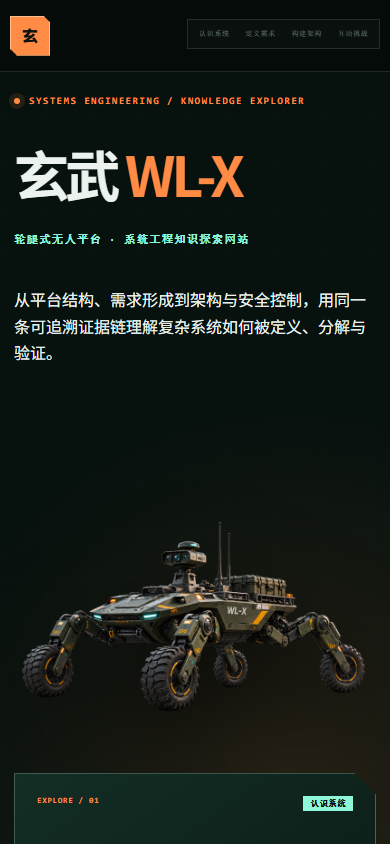 玄
认识系统 定义需求 构建架构 互动挑战
SYSTEMS ENGINEERING / KNOWLEDGE EXPLORER
玄武 WL-X
轮腿式无人平台 · 系统工程知识探索网站
从平台结构、需求形成到架构与安全控制，用同一
条可追溯证据链理解复杂系统如何被定义、分解与
验证。
WL-X
EXPLORE / 01
认识系统